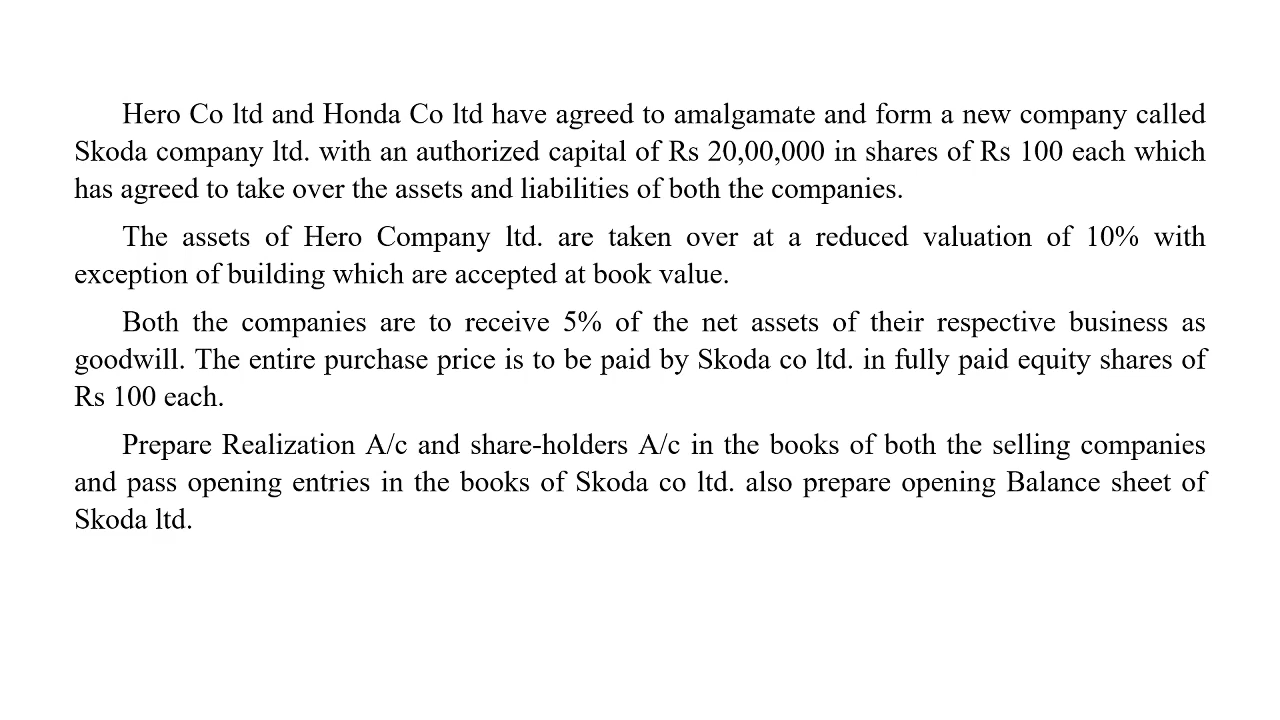 Hero Co ltd and Honda Co ltd have agreed to amalgamate and form a new company called
Skoda company ltd. with an authorized capital of Rs 20,00,000 in shares of Rs 100 each which
has agreed to take over the assets and liabilities of both the companies.
The assets of Hero Company ltd. are taken over at a reduced valuation of 10% with
exception of building which are accepted at book value.
Both the companies are to receive 5% of the net assets of their respective business as
goodwill. The entire purchase price is to be paid by Skoda co ltd. in fully paid equity shares of
Rs 100 each.
Prepare Realization A/c and share-holders A/c in the books of both the selling companies
and pass opening entries in the books of Skoda co ltd. also prepare opening Balance sheet of
Skoda ltd.